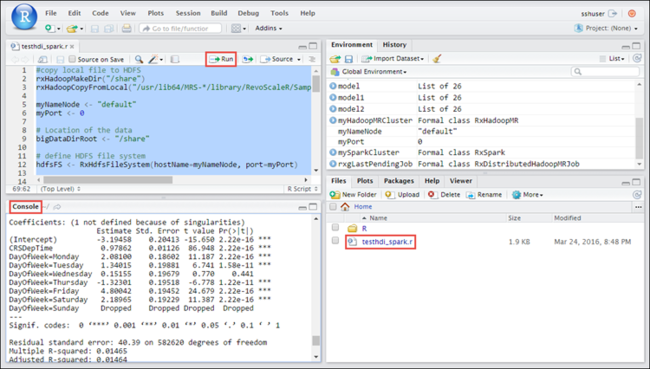 R
File Edit Code View Plots Session Build Debug Tools Help
sshuser
Go to file/function
Addins
Project: (None)
testhdi_spark.r
Source on Save
Run
Source
1 #copy local file to HDFS
2 rxHadoopMakeDir("/share")
3 rxHadoopCopyFromLocal("/usr/lib64/MRS-*/library/RevoScaleR/Samp
4
5 myNameNode <- "default"
6 myPort <- 0
7
8 # Location of the data
9 bigDataDirRoot <- "/share"
10
11 # define HDFS file system
12 hdfsFS <- RxHdfsFileSystem(hostName=myNameNode, port=myPort)
13
69:62 (Top Level) R Script
Console ~/
Coefficients: (1 not defined because of singularities)
Estimate Std. Error t value Pr(>|t|)
(Intercept) -3.19458 0.20413 -15.650 2.22e-16 ***
CRSDepTime 0.97862 0.01126 86.948 2.22e-16 ***
DayOfWeek=Monday 2.08100 0.18602 11.187 2.22e-16 ***
DayOfWeek=Tuesday 1.34015 0.19881 6.741 1.58e-11 ***
DayOfWeek=Wednesday 0.15155 0.19679 0.770 0.441
DayOfWeek=Thursday -1.32301 0.19518 -6.778 1.22e-11 ***
DayOfWeek=Friday 4.80042 0.19452 24.679 2.22e-16 ***
DayOfWeek=Saturday 2.18965 0.19229 11.387 2.22e-16 ***
DayOfWeek=Sunday Dropped Dropped Dropped Dropped
---
Signif. codes: 0 '***' 0.001 '**' 0.01 '*' 0.05 '.' 0.1 ' ' 1
Residual standard error: 40.39 on 582620 degrees of freedom
Multiple R-squared: 0.01465
Adjusted R-squared: 0.01464
Environment History
Import Dataset
List
Global Environment
model List of 26
model1 List of 26
model2 List of 26
myHadoopMRCluster Formal class RxHadoopMR
myNameNode "default"
myPort 0
mySparkCluster Formal class RxSpark
rxgLastPendingJob Formal class RxDistributedHadoopMRJob
Files Plots Packages Help Viewer
New Folder Upload Delete Rename More
Home
Name Size Modified
R
testhdi_spark.r 1.9 KB Mar 24, 2016, 8:48 PM